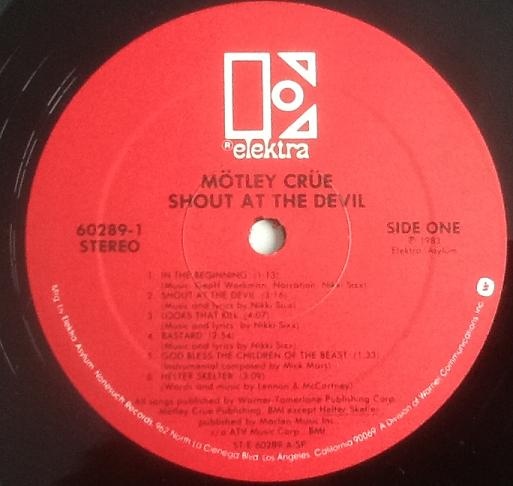 ® elektra
MÖTLEY CRÜE
SHOUT AT THE DEVIL
60289-1
STEREO
SIDE ONE
℗ 1983
Elektra/Asylum
1. IN THE BEGINNING (1:13)
(Music: Geoff Workman, Narration: Nikki Sixx)
2. SHOUT AT THE DEVIL (3:16)
(Music and lyrics by Nikki Sixx)
3. LOOKS THAT KILL (4:07)
(Music and lyrics by Nikki Sixx)
4. BASTARD (2:54)
(Music and lyrics by Nikki Sixx)
5. GOD BLESS THE CHILDREN OF THE BEAST (1:33)
(Instrumental composed by Mick Mars)
6. HELTER SKELTER (3:09)
(Words and music by Lennon & McCartney)
All songs published by Warner-Tamerlane Publishing Corp.
Motley Crue Publishing, BMI except Helter Skelter
published by Maclen Music Inc.
c/o ATV Music Corp., BMI
ST-E-60289-A-SP
Mfg. by Elektra/Asylum/Nonesuch Records, 962 North La Cienega Blvd. Los Angeles, California 90069. A Division of Warner Communications Inc.